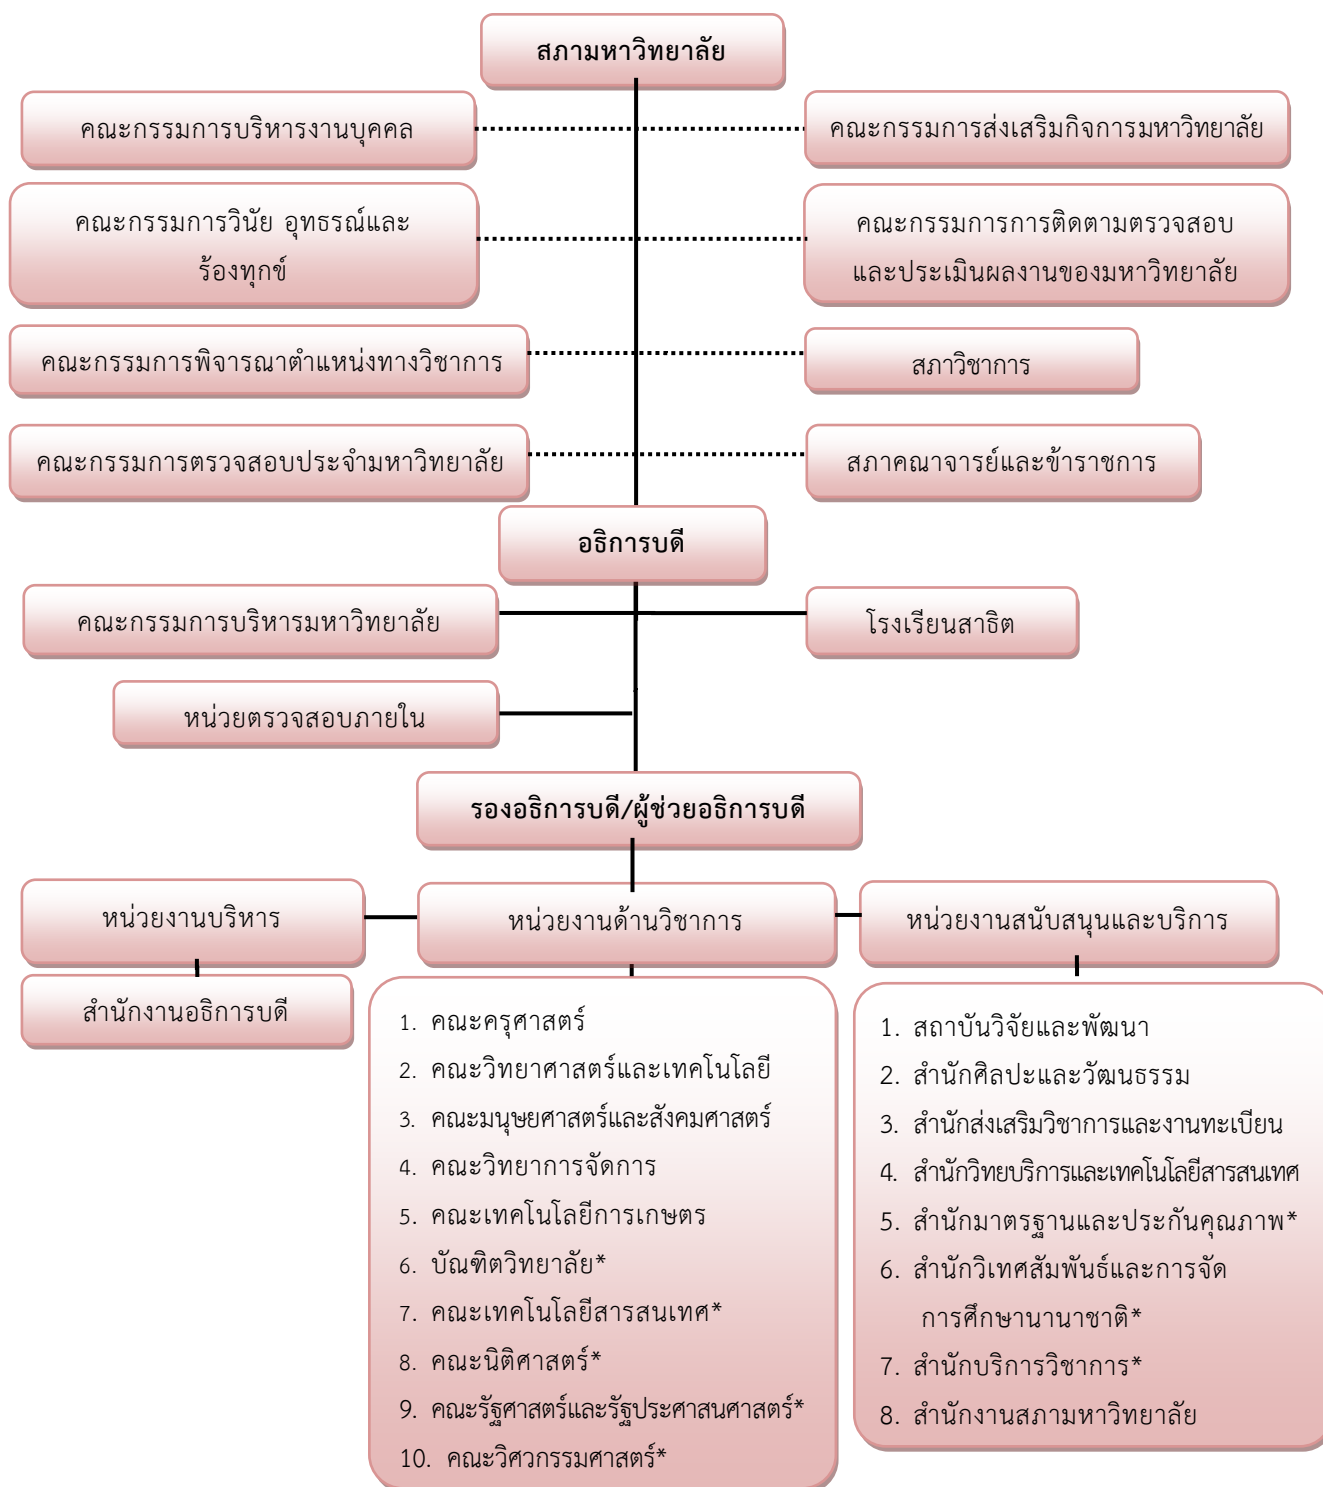 สภามหาวิทยาลัย
คณะกรรมการบริหารงานบุคคล
คณะกรรมการส่งเสริมกิจการมหาวิทยาลัย
คณะกรรมการวินัย อุทธรณ์และ
ร้องทุกข์
คณะกรรมการการติดตามตรวจสอบ
และประเมินผลงานของมหาวิทยาลัย
คณะกรรมการพิจารณาตำแหน่งทางวิชาการ
สภาวิชาการ
คณะกรรมการตรวจสอบประจำมหาวิทยาลัย
สภาคณาจารย์และข้าราชการ
อธิการบดี
คณะกรรมการบริหารมหาวิทยาลัย
โรงเรียนสาธิต
หน่วยตรวจสอบภายใน
รองอธิการบดี/ผู้ช่วยอธิการบดี
หน่วยงานบริหาร
หน่วยงานด้านวิชาการ
หน่วยงานสนับสนุนและบริการ
สำนักงานอธิการบดี
1. คณะครุศาสตร์
2. คณะวิทยาศาสตร์และเทคโนโลยี
3. คณะมนุษยศาสตร์และสังคมศาสตร์
4. คณะวิทยาการจัดการ
5. คณะเทคโนโลยีการเกษตร
6. บัณฑิตวิทยาลัย*
7. คณะเทคโนโลยีสารสนเทศ*
8. คณะนิติศาสตร์*
9. คณะรัฐศาสตร์และรัฐประศาสนศาสตร์*
10. คณะวิศวกรรมศาสตร์*
1. สถาบันวิจัยและพัฒนา
2. สำนักศิลปะและวัฒนธรรม
3. สำนักส่งเสริมวิชาการและงานทะเบียน
4. สำนักวิทยบริการและเทคโนโลยีสารสนเทศ
5. สำนักมาตรฐานและประกันคุณภาพ*
6. สำนักวิเทศสัมพันธ์และการจัด
การศึกษานานาชาติ*
7. สำนักบริการวิชาการ*
8. สำนักงานสภามหาวิทยาลัย